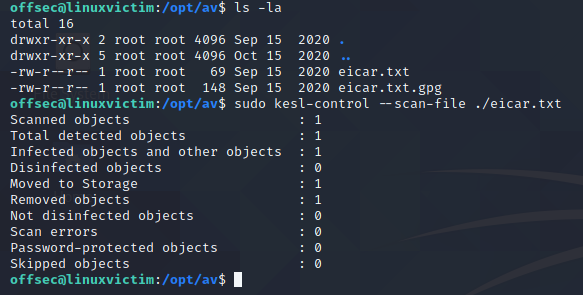 offsec@linuxvictim:/opt/av$ ls -la
total 16
drwxr-xr-x 2 root root 4096 Sep 15  2020 .
drwxr-xr-x 5 root root 4096 Oct 15  2020 ..
-rw-r--r-- 1 root root   69 Sep 15  2020 eicar.txt
-rw-r--r-- 1 root root  148 Sep 15  2020 eicar.txt.gpg
offsec@linuxvictim:/opt/av$ sudo kesl-control --scan-file ./eicar.txt
Scanned objects                     : 1
Total detected objects              : 1
Infected objects and other objects  : 1
Disinfected objects                 : 0
Moved to Storage                    : 1
Removed objects                     : 1
Not disinfected objects             : 0
Scan errors                         : 0
Password-protected objects          : 0
Skipped objects                     : 0
offsec@linuxvictim:/opt/av$